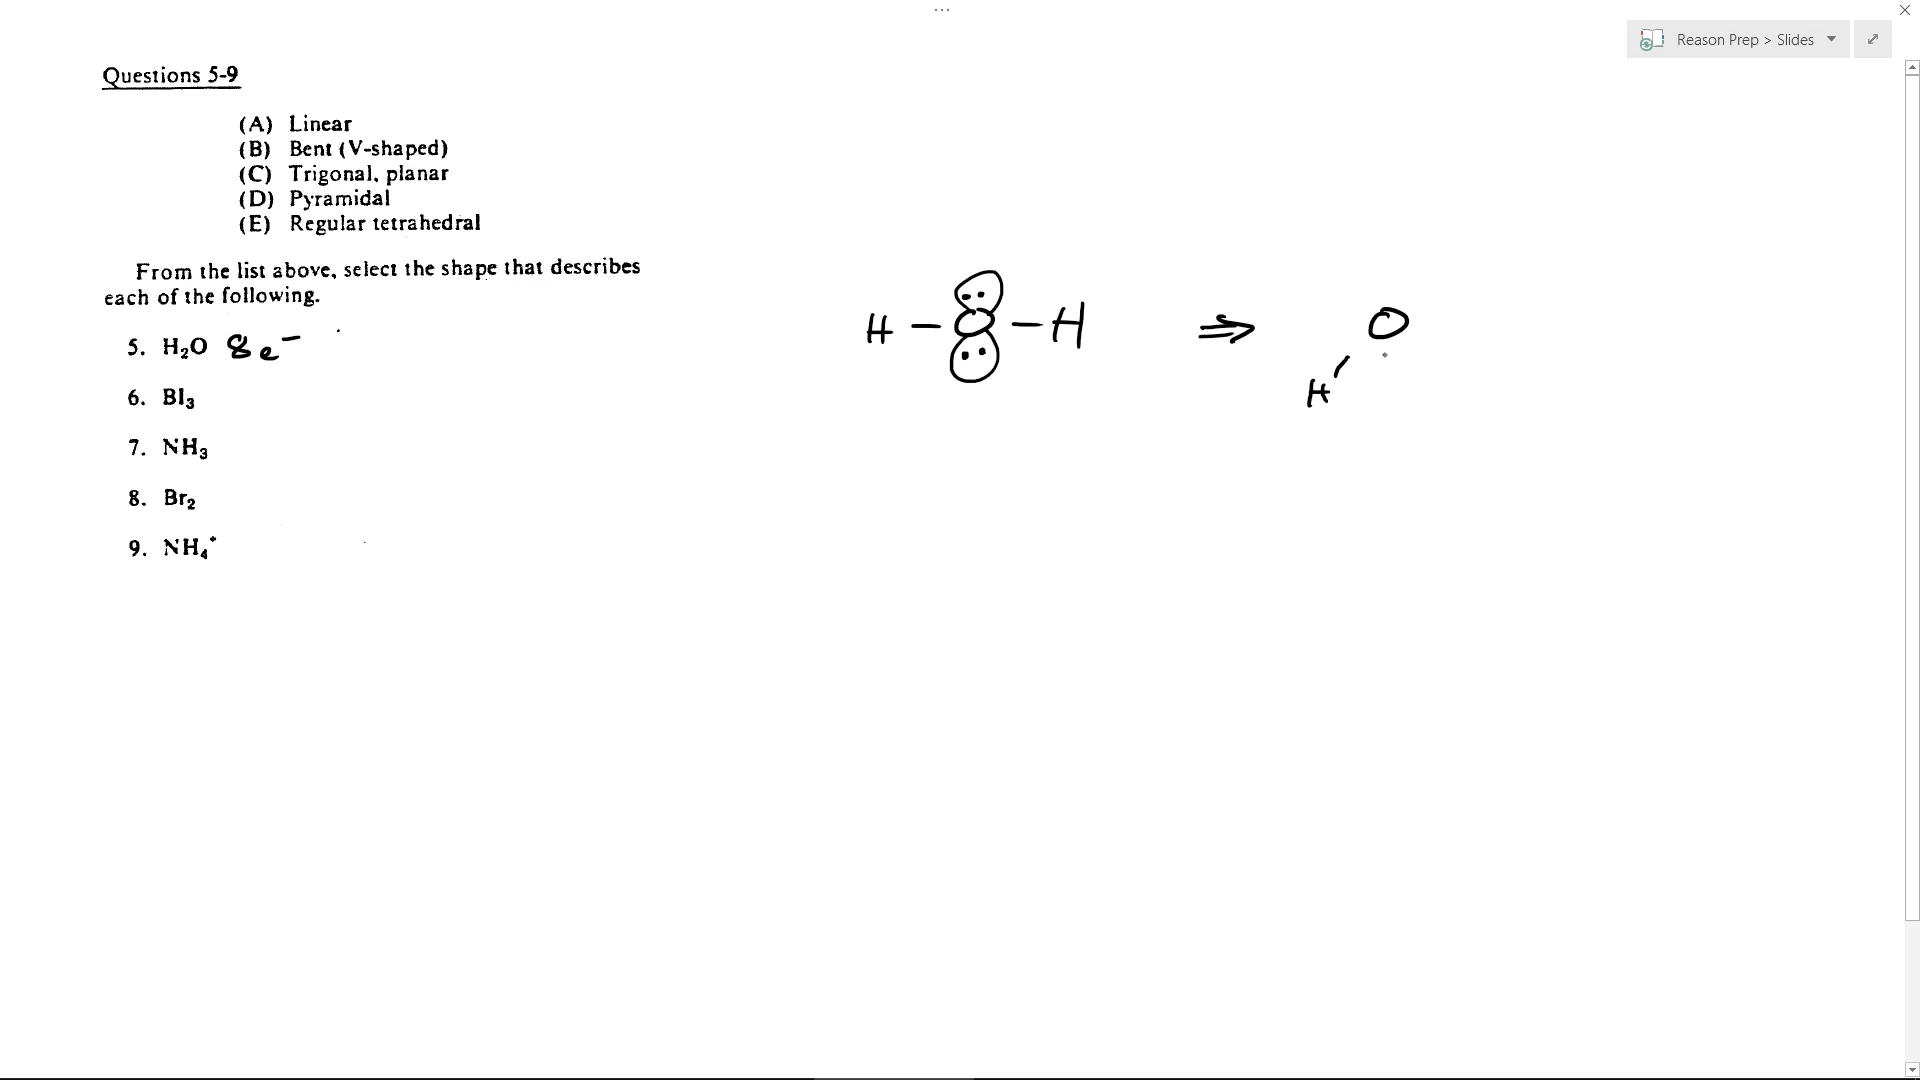 Reason Prep > Slides
Questions 5-9
(A) Linear
(B) Bent (V-shaped)
(C) Trigonal, planar
(D) Pyramidal
(E) Regular tetrahedral
From the list above, select the shape that describes
each of the following.
5. H₂O 8e⁻
6. BI₃
7. NH₃
8. Br₂
9. NH₄⁺
H – O – H ⇒ O
H